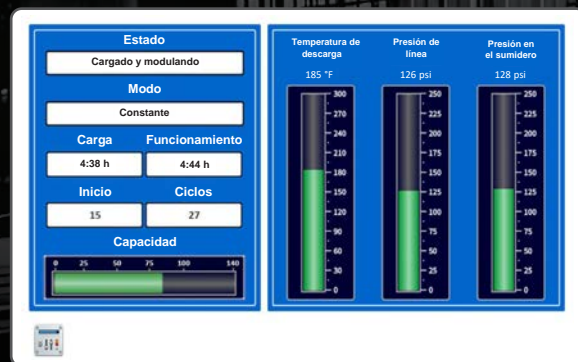 Estado
Cargado y modulando
Modo
Constante
Carga Funcionamiento
4:38 h 4:44 h
Inicio Ciclos
15 27
Capacidad
0 25 50 75 100 140
Temperatura de
descarga
185 °F
300
270
240
210
180
150
120
90
60
30
0
Presión de
línea
126 psi
250
225
200
175
150
125
100
75
50
25
0
Presión en
el sumidero
128 psi
250
225
200
175
150
125
100
75
50
25
0